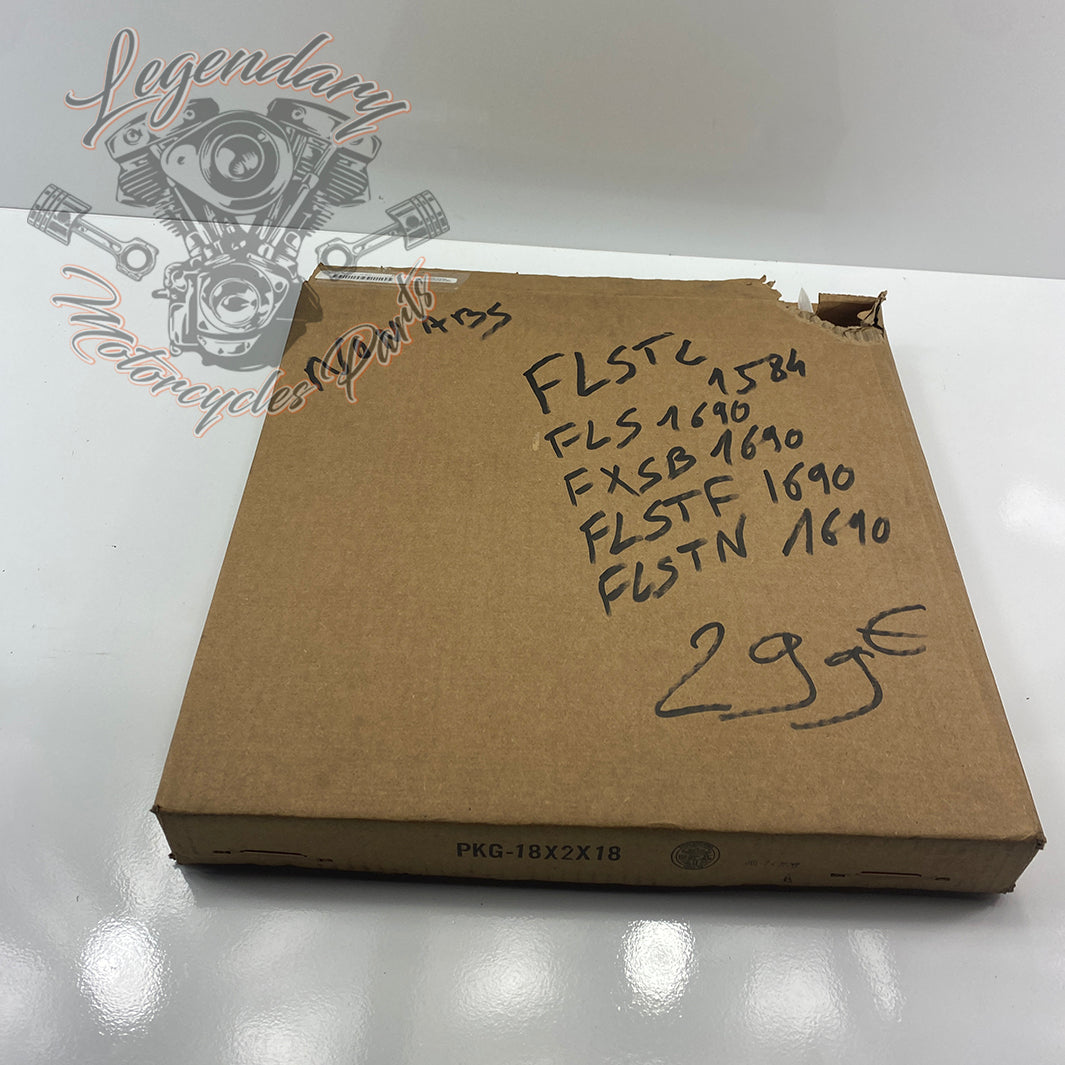 Legendary
Motorcycles Parts
ABS
FLSTC
1584
FLS 1690
FXSB 1690
FLSTF 1690
FLSTN 1690
299€
PKG-18X2X18